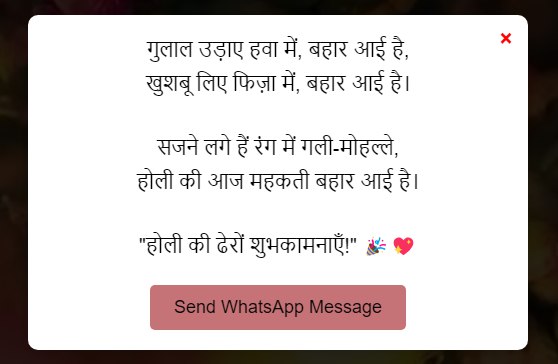 गुलाल उड़ाए हवा में, बहार आई है,
खुशबू लिए फिज़ा में, बहार आई है।
सजने लगे हैं रंग में गली-मोहल्ले,
होली की आज महकती बहार आई है।
"होली की ढेरों शुभकामनाएँ!" 🎉 💖
Send WhatsApp Message